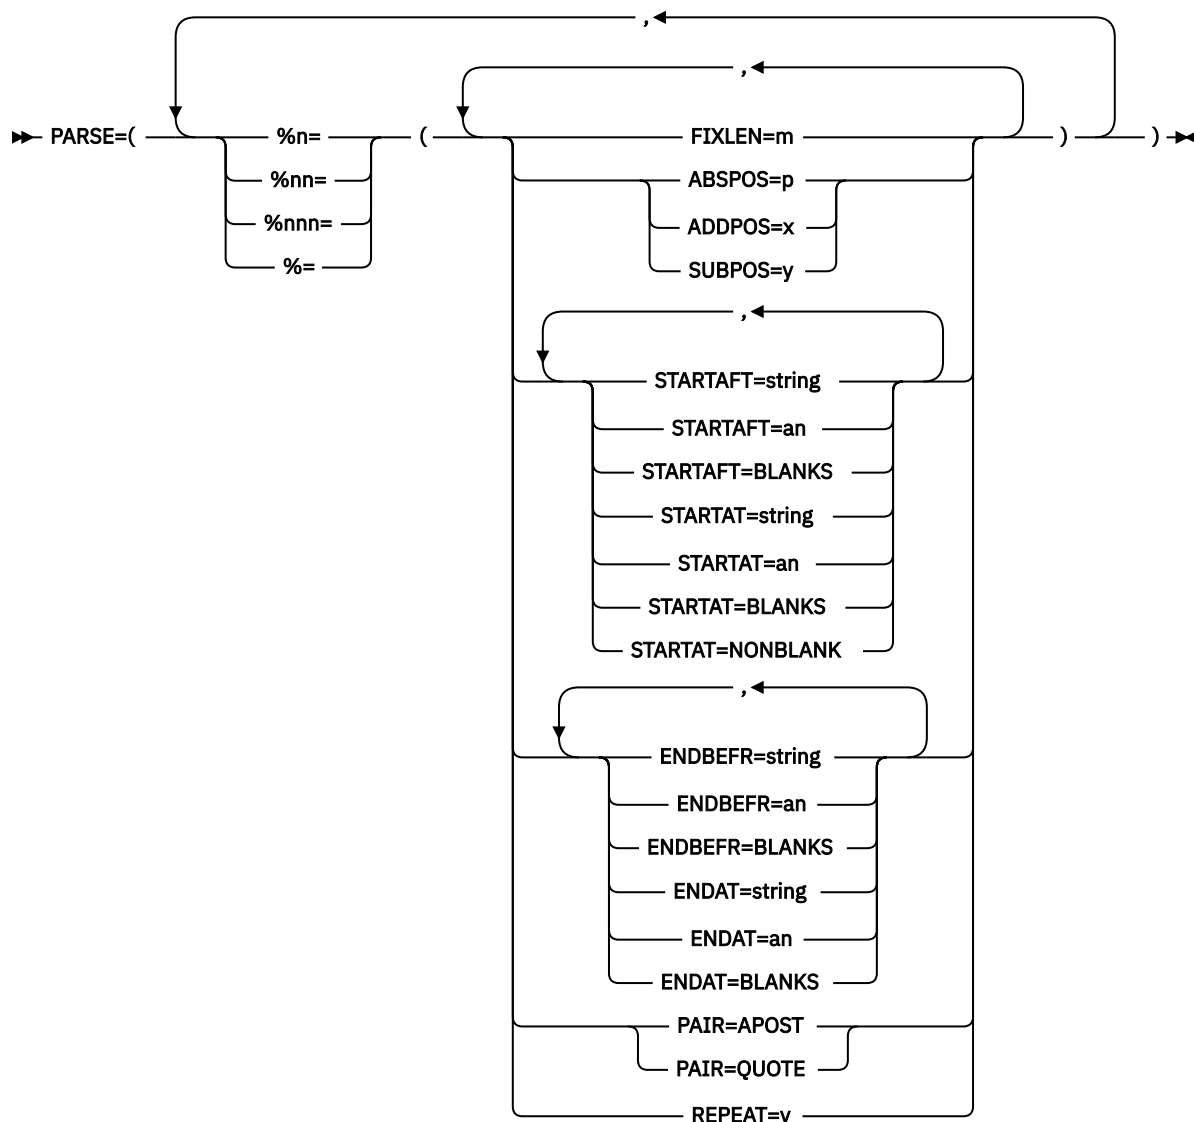 ,
,
PARSE=( %n= ( FIXLEN=m ) )
%nn= ABSPOS=p
%nnn= ADDPOS=x
%= SUBPOS=y
,
STARTAFT=string
STARTAFT=an
STARTAFT=BLANKS
STARTAT=string
STARTAT=an
STARTAT=BLANKS
STARTAT=NONBLANK
,
ENDBEFR=string
ENDBEFR=an
ENDBEFR=BLANKS
ENDAT=string
ENDAT=an
ENDAT=BLANKS
PAIR=APOST
PAIR=QUOTE
REPEAT=v